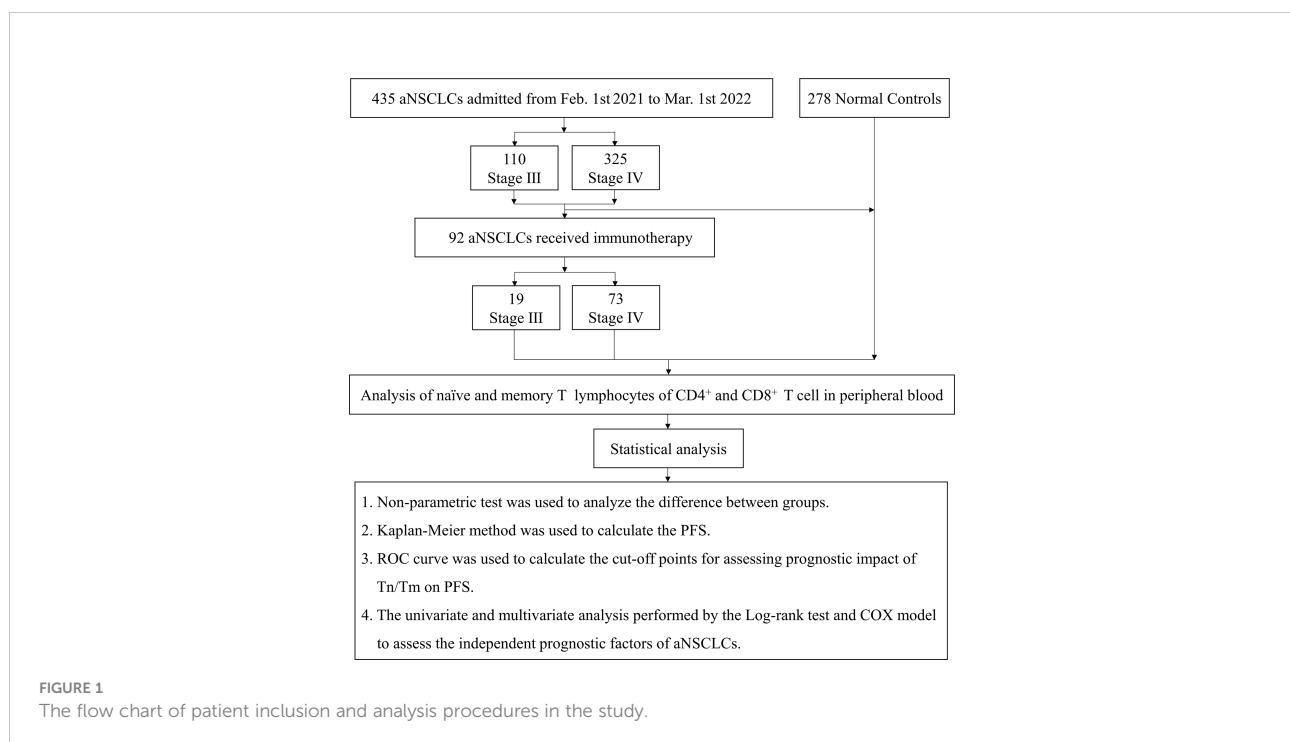 435 aNSCLCs admitted from Feb. 1st 2021 to Mar. 1st 2022
278 Normal Controls
110
Stage III
325
Stage IV
92 aNSCLCs received immunotherapy
19
Stage III
73
Stage IV
Analysis of naïve and memory T lymphocytes of CD4⁺ and CD8⁺ T cell in peripheral blood
Statistical analysis
1. Non-parametric test was used to analyze the difference between groups.
2. Kaplan-Meier method was used to calculate the PFS.
3. ROC curve was used to calculate the cut-off points for assessing prognostic impact of
Tn/Tm on PFS.
4. The univariate and multivariate analysis performed by the Log-rank test and COX model
to assess the independent prognostic factors of aNSCLCs.
FIGURE 1
The flow chart of patient inclusion and analysis procedures in the study.